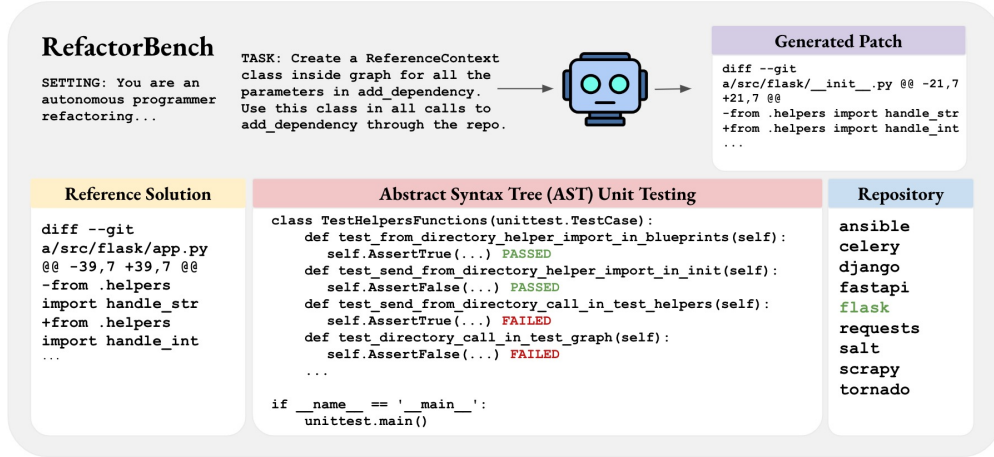 RefactorBench
SETTING: You are an
autonomous programmer
refactoring...
TASK: Create a ReferenceContext
class inside graph for all the
parameters in add_dependency.
Use this class in all calls to
add_dependency through the repo.
Generated Patch
diff --git
a/src/flask/__init__.py @@ -21,7
+21,7 @@
-from .helpers import handle_str
+from .helpers import handle_int
...
Reference Solution
diff --git
a/src/flask/app.py
@@ -39,7 +39,7 @@
-from .helpers
import handle_str
+from .helpers
import handle_int
...
Abstract Syntax Tree (AST) Unit Testing
class TestHelpersFunctions(unittest.TestCase):
    def test_from_directory_helper_import_in_blueprints(self):
        self.AssertTrue(...) PASSED
    def test_send_from_directory_helper_import_in_init(self):
        self.AssertFalse(...) PASSED
    def test_send_from_directory_call_in_test_helpers(self):
        self.AssertTrue(...) FAILED
    def test_directory_call_in_test_graph(self):
        self.AssertFalse(...) FAILED
    ...
if __name__ == '__main__':
    unittest.main()
Repository
ansible
celery
django
fastapi
flask
requests
salt
scrapy
tornado